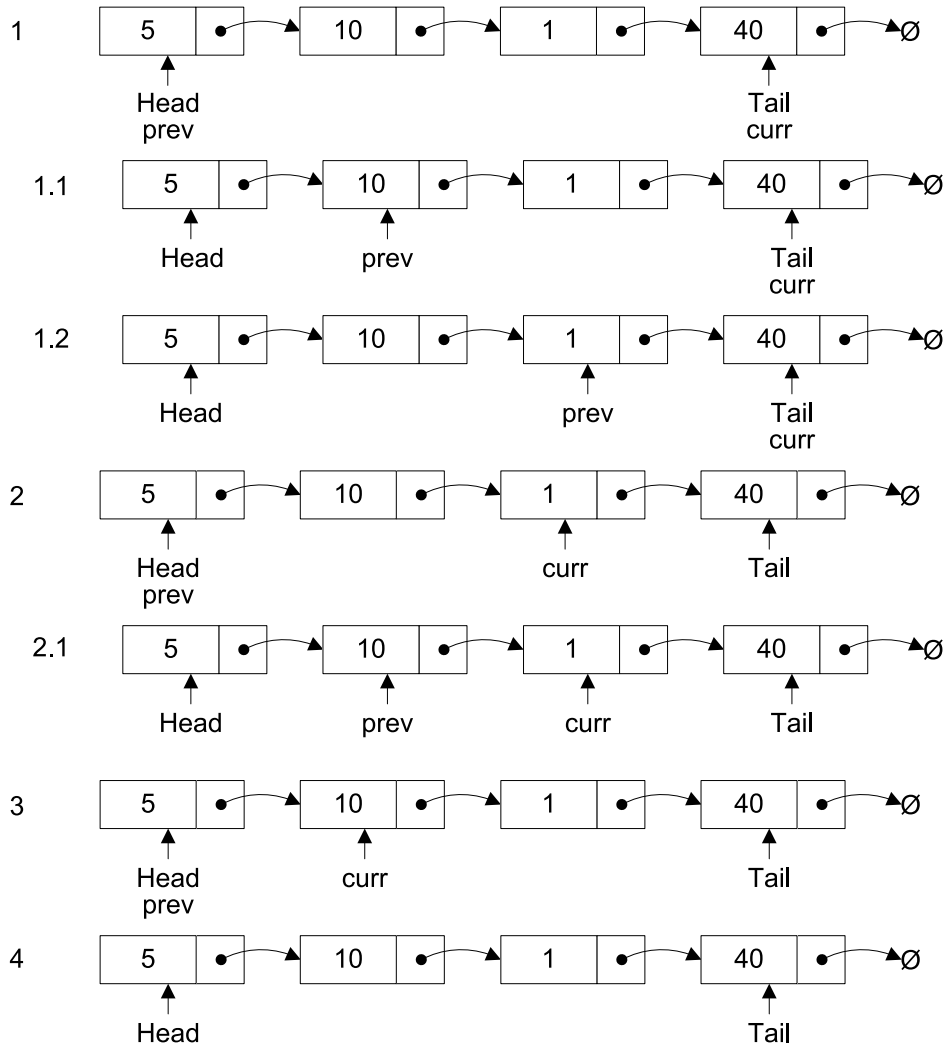 1 5 10 1 40 Ø
Head Tail
prev curr
1.1 5 10 1 40 Ø
Head prev Tail
curr
1.2 5 10 1 40 Ø
Head prev Tail
curr
2 5 10 1 40 Ø
Head curr Tail
prev
2.1 5 10 1 40 Ø
Head prev curr Tail
3 5 10 1 40 Ø
Head curr Tail
prev
4 5 10 1 40 Ø
Head Tail